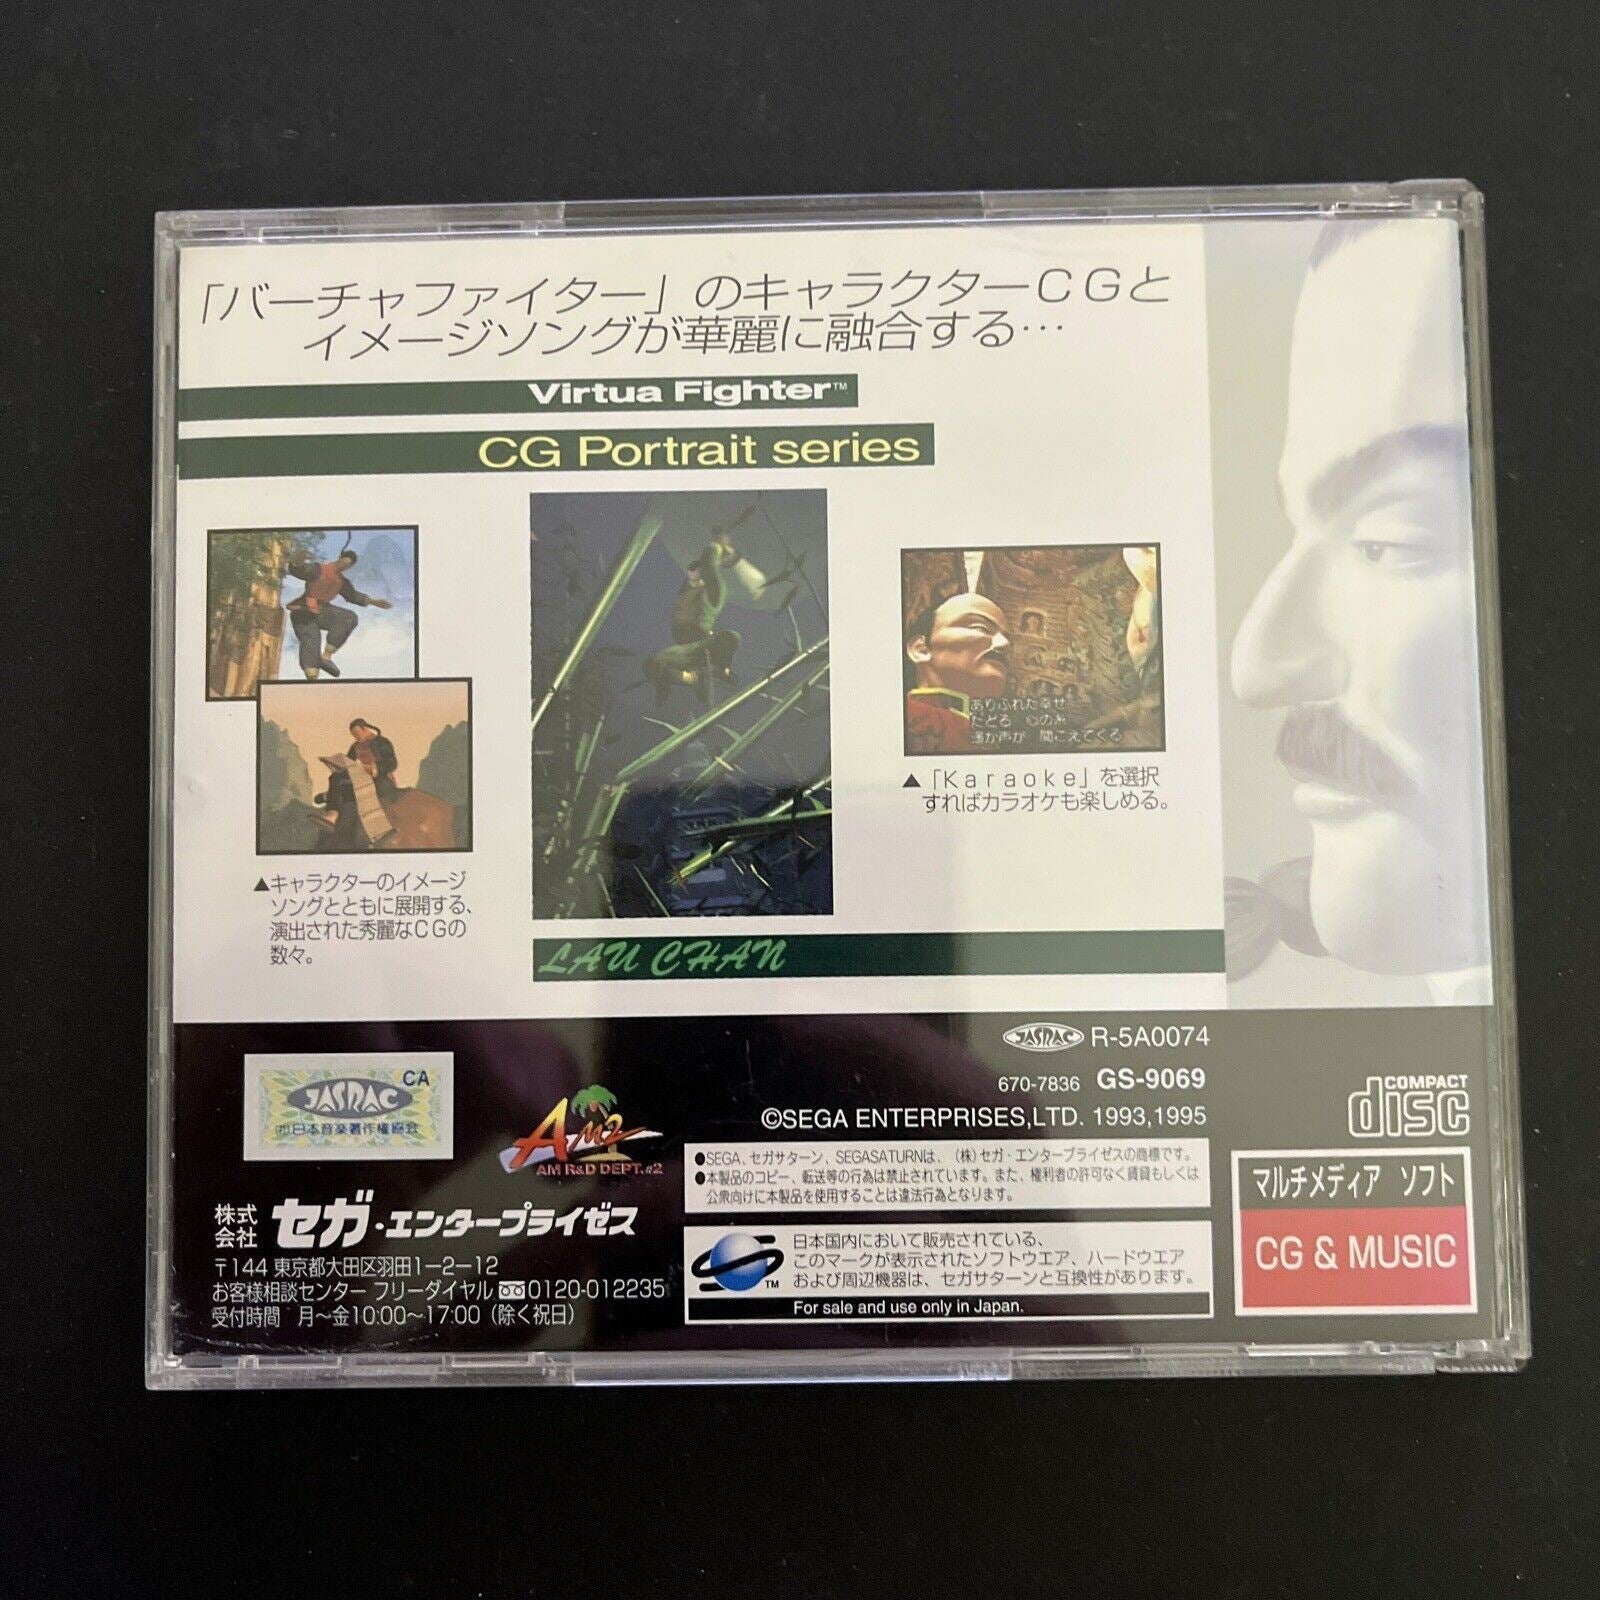 「バーチャファイター」のキャラクターCGと
イメージソングが華麗に融合する…
Virtua Fighter™
CG Portrait series
ありふれた幸せ
たどる 心の糸
遥か声が 聞こえてくる
▲「Karaoke」を選択
すればカラオケも楽しめる。
▲キャラクターのイメージ
ソングとともに展開する、
演出された秀麗なCGの
数々。
LAU CHAN
JASRAC R-5A0074
670-7836 GS-9069
©SEGA ENTERPRISES,LTD. 1993,1995
COMPACT
disc
CA
JASRAC
(社)日本音楽著作権協会
AM2
AM R&D DEPT.#2
●SEGA、セガサターン、SEGASATURNは、(株)セガ・エンタープライゼスの商標です。
●本製品のコピー、転送等の行為は禁止されています。また、権利者の許可なく賃貸もしくは
公衆向けに本製品を使用することは違法行為となります。
マルチメディア ソフト
CG & MUSIC
株式
会社 セガ・エンタープライゼス
〒144 東京都大田区羽田1-2-12
お客様相談センター フリーダイヤル 0120-012235
受付時間 月~金10:00~17:00(除く祝日)
日本国内において販売されている、
このマークが表示されたソフトウエア、ハードウエア
および周辺機器は、セガサターンと互換性があります。
TM
For sale and use only in Japan.